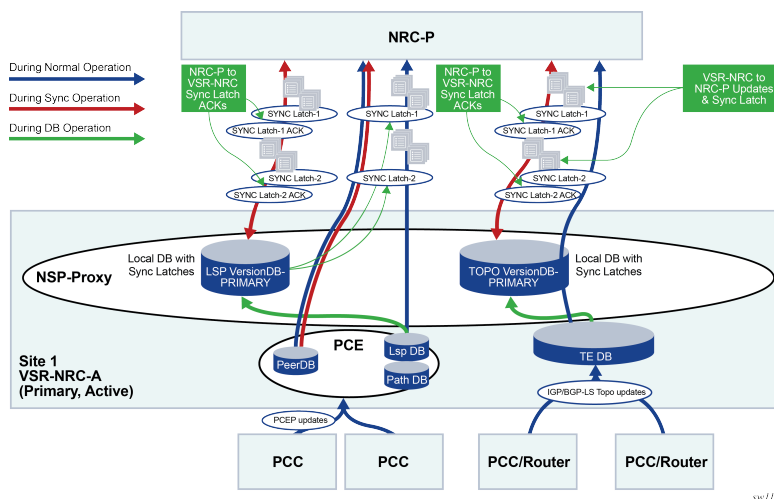 NRC-P
During Normal Operation
During Sync Operation
During DB Operation
NRC-P to
VSR-NRC
Sync Latch
ACKs
NRC-P to
VSR-NRC
Sync Latch
ACKs
VSR-NRC to
NRC-P Updates
& Sync Latch
SYNC Latch-1
SYNC Latch-1 ACK
SYNC Latch-2
SYNC Latch-2 ACK
SYNC Latch-1
SYNC Latch-2
SYNC Latch-1
SYNC Latch-1 ACK
SYNC Latch-2
SYNC Latch-2 ACK
NSP-Proxy
Local DB with
Sync Latches
LSP VersionDB-
PRIMARY
TOPO VersionDB-
PRIMARY
Local DB with
Sync Latches
Site 1
VSR-NRC-A
(Primary, Active)
PCE
PeerDB
Lsp DB
Path DB
TE DB
PCEP updates
IGP/BGP-LS Topo updates
PCC
PCC
PCC/Router
PCC/Router